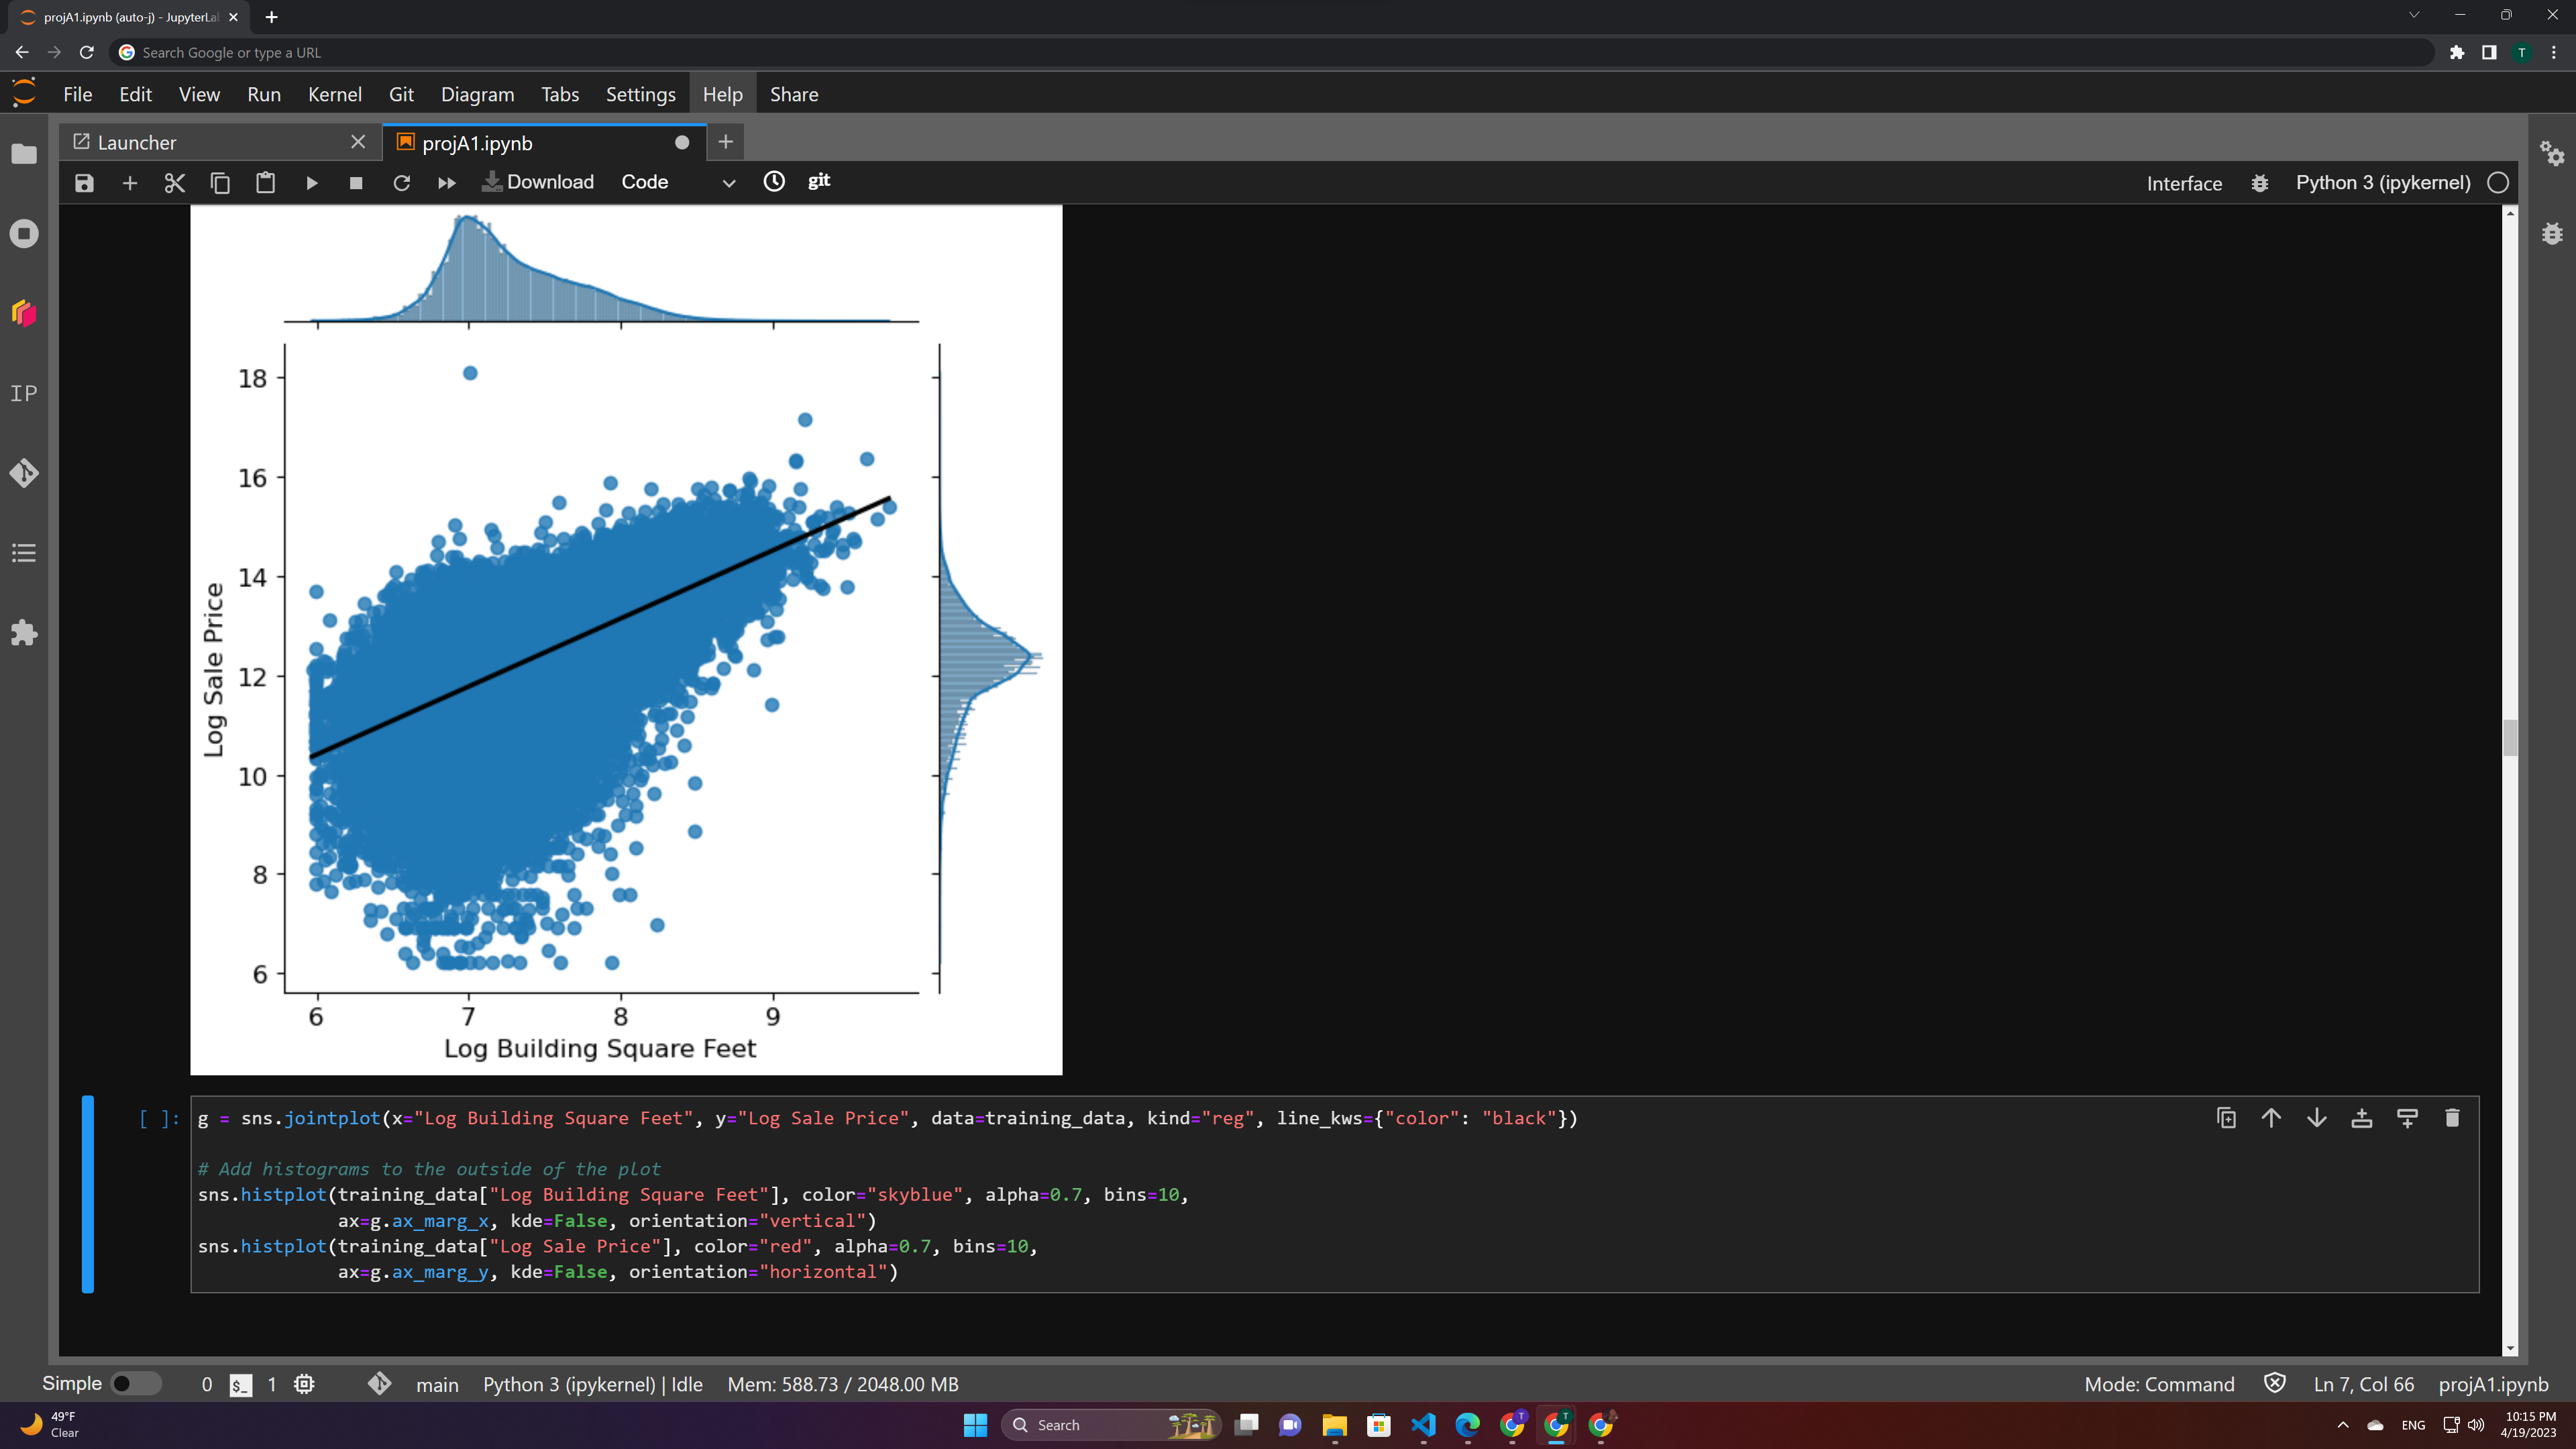 projA1.ipynb (auto-j) - JupyterLa
Search Google or type a URL
T
File Edit View Run Kernel Git Diagram Tabs Settings Help Share
Launcher
projA1.ipynb
Download Code git
Interface Python 3 (ipykernel)
IP
18
16
14
12
10
8
6
Log Sale Price
6 7 8 9
Log Building Square Feet
[ ]:
g = sns.jointplot(x="Log Building Square Feet", y="Log Sale Price", data=training_data, kind="reg", line_kws={"color": "black"})
# Add histograms to the outside of the plot
sns.histplot(training_data["Log Building Square Feet"], color="skyblue", alpha=0.7, bins=10,
ax=g.ax_marg_x, kde=False, orientation="vertical")
sns.histplot(training_data["Log Sale Price"], color="red", alpha=0.7, bins=10,
ax=g.ax_marg_y, kde=False, orientation="horizontal")
Simple 0 $_ 1 main Python 3 (ipykernel) | Idle Mem: 588.73 / 2048.00 MB
Mode: Command Ln 7, Col 66 projA1.ipynb
49°F
Clear
Search
T
T
ENG
10:15 PM
4/19/2023